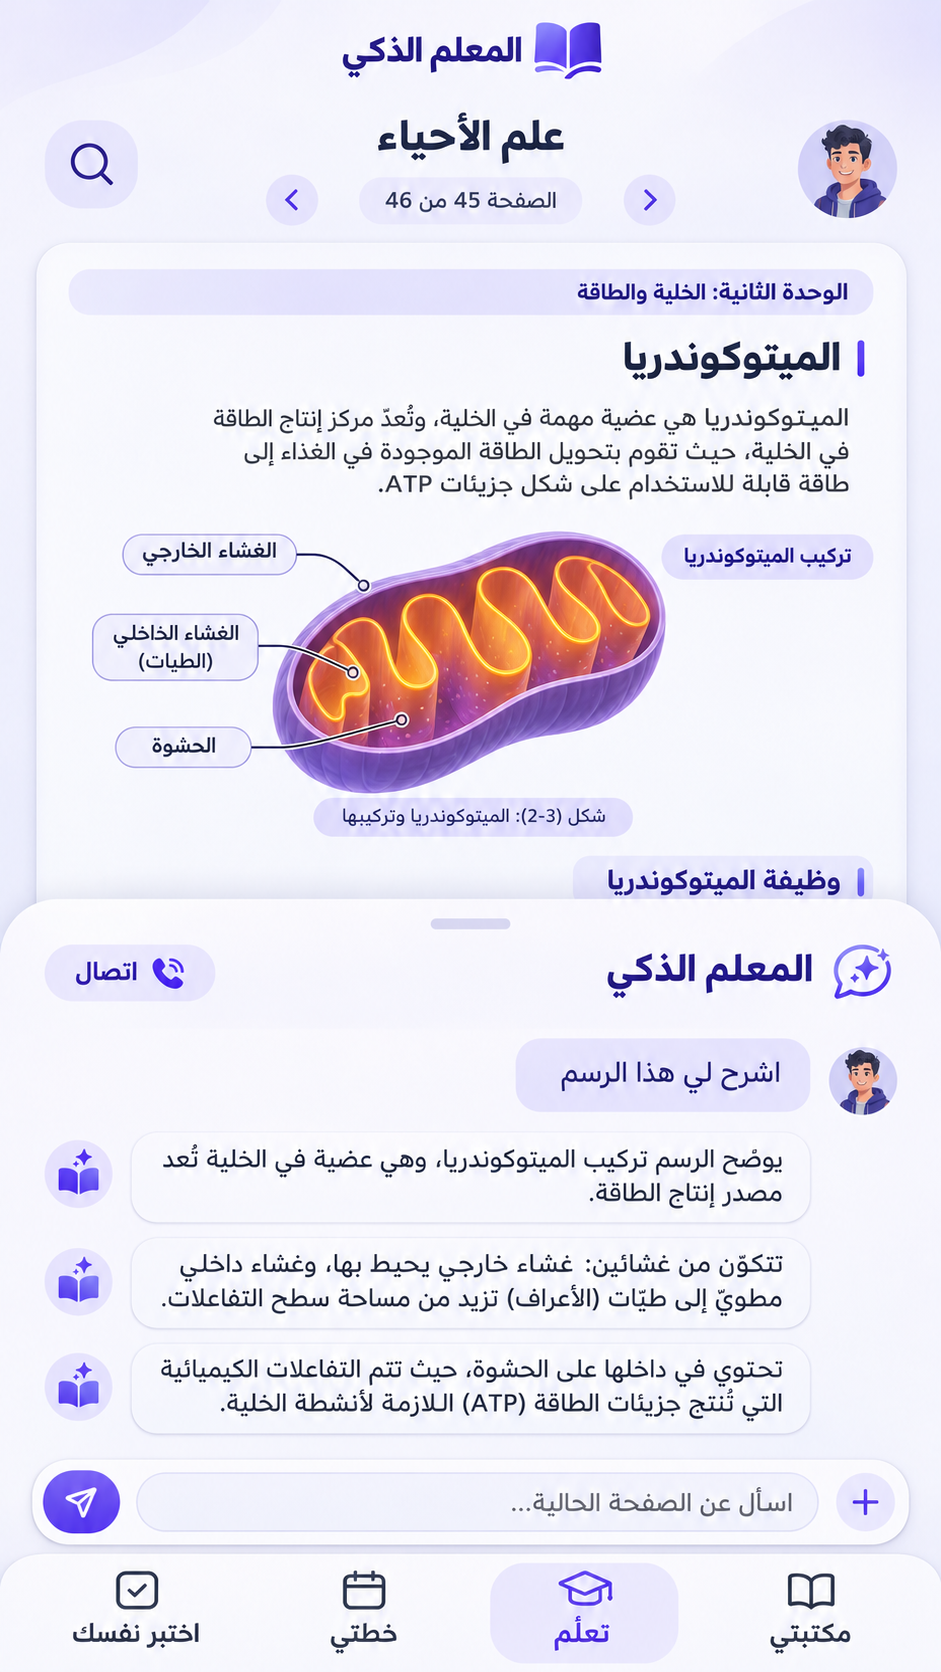 المعلم الذكي
علم الأحياء
الصفحة 45 من 46
الوحدة الثانية: الخلية والطاقة
الميتوكوندريا
الميتوكوندريا هي عضية مهمة في الخلية، وتُعدّ مركز إنتاج الطاقة
في الخلية، حيث تقوم بتحويل الطاقة الموجودة في الغذاء إلى
طاقة قابلة للاستخدام على شكل جزيئات ATP.
تركيب الميتوكوندريا
الغشاء الخارجي
الغشاء الخاخلي
(الطيات)
الحشوة
شكل (3-2): الميتوكوندريا وتركيبها
وظيفة الميتوكوندريا
المعلم الذكي
اتصال
اشرح لي هذا الرسم
يوضّح الرسم تركيب الميتوكوندريا، وهي عضية في الخلية تُعد
مصدر إنتاج الطاقة.
تتكوّن من غشائين: غشاء خارجي يحيط بها، وغشاء داخلي
مطويّ إلى طيّات (الأعراف) تزيد من مساحة سطح التفاعلات.
تحتوي في داخلها على الحشوة، حيث تتم التفاعلات الكيميائية
التي تُنتج جزيئات الطاقة (ATP) اللازمة لأنشطة الخلية.
اسأل عن الصفحة الحالية...
مكتبتي
تعلّم
خطتي
اختبر نفسك